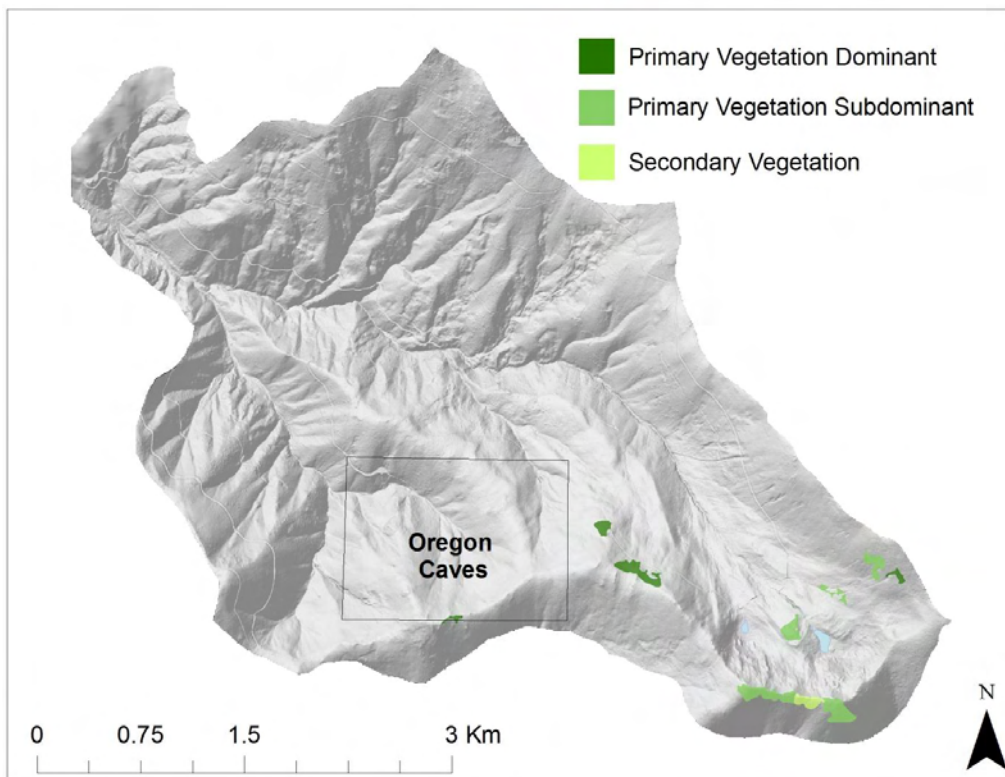 Primary Vegetation Dominant
Primary Vegetation Subdominant
Secondary Vegetation
Oregon
Caves
N
0 0.75 1.5 3 Km